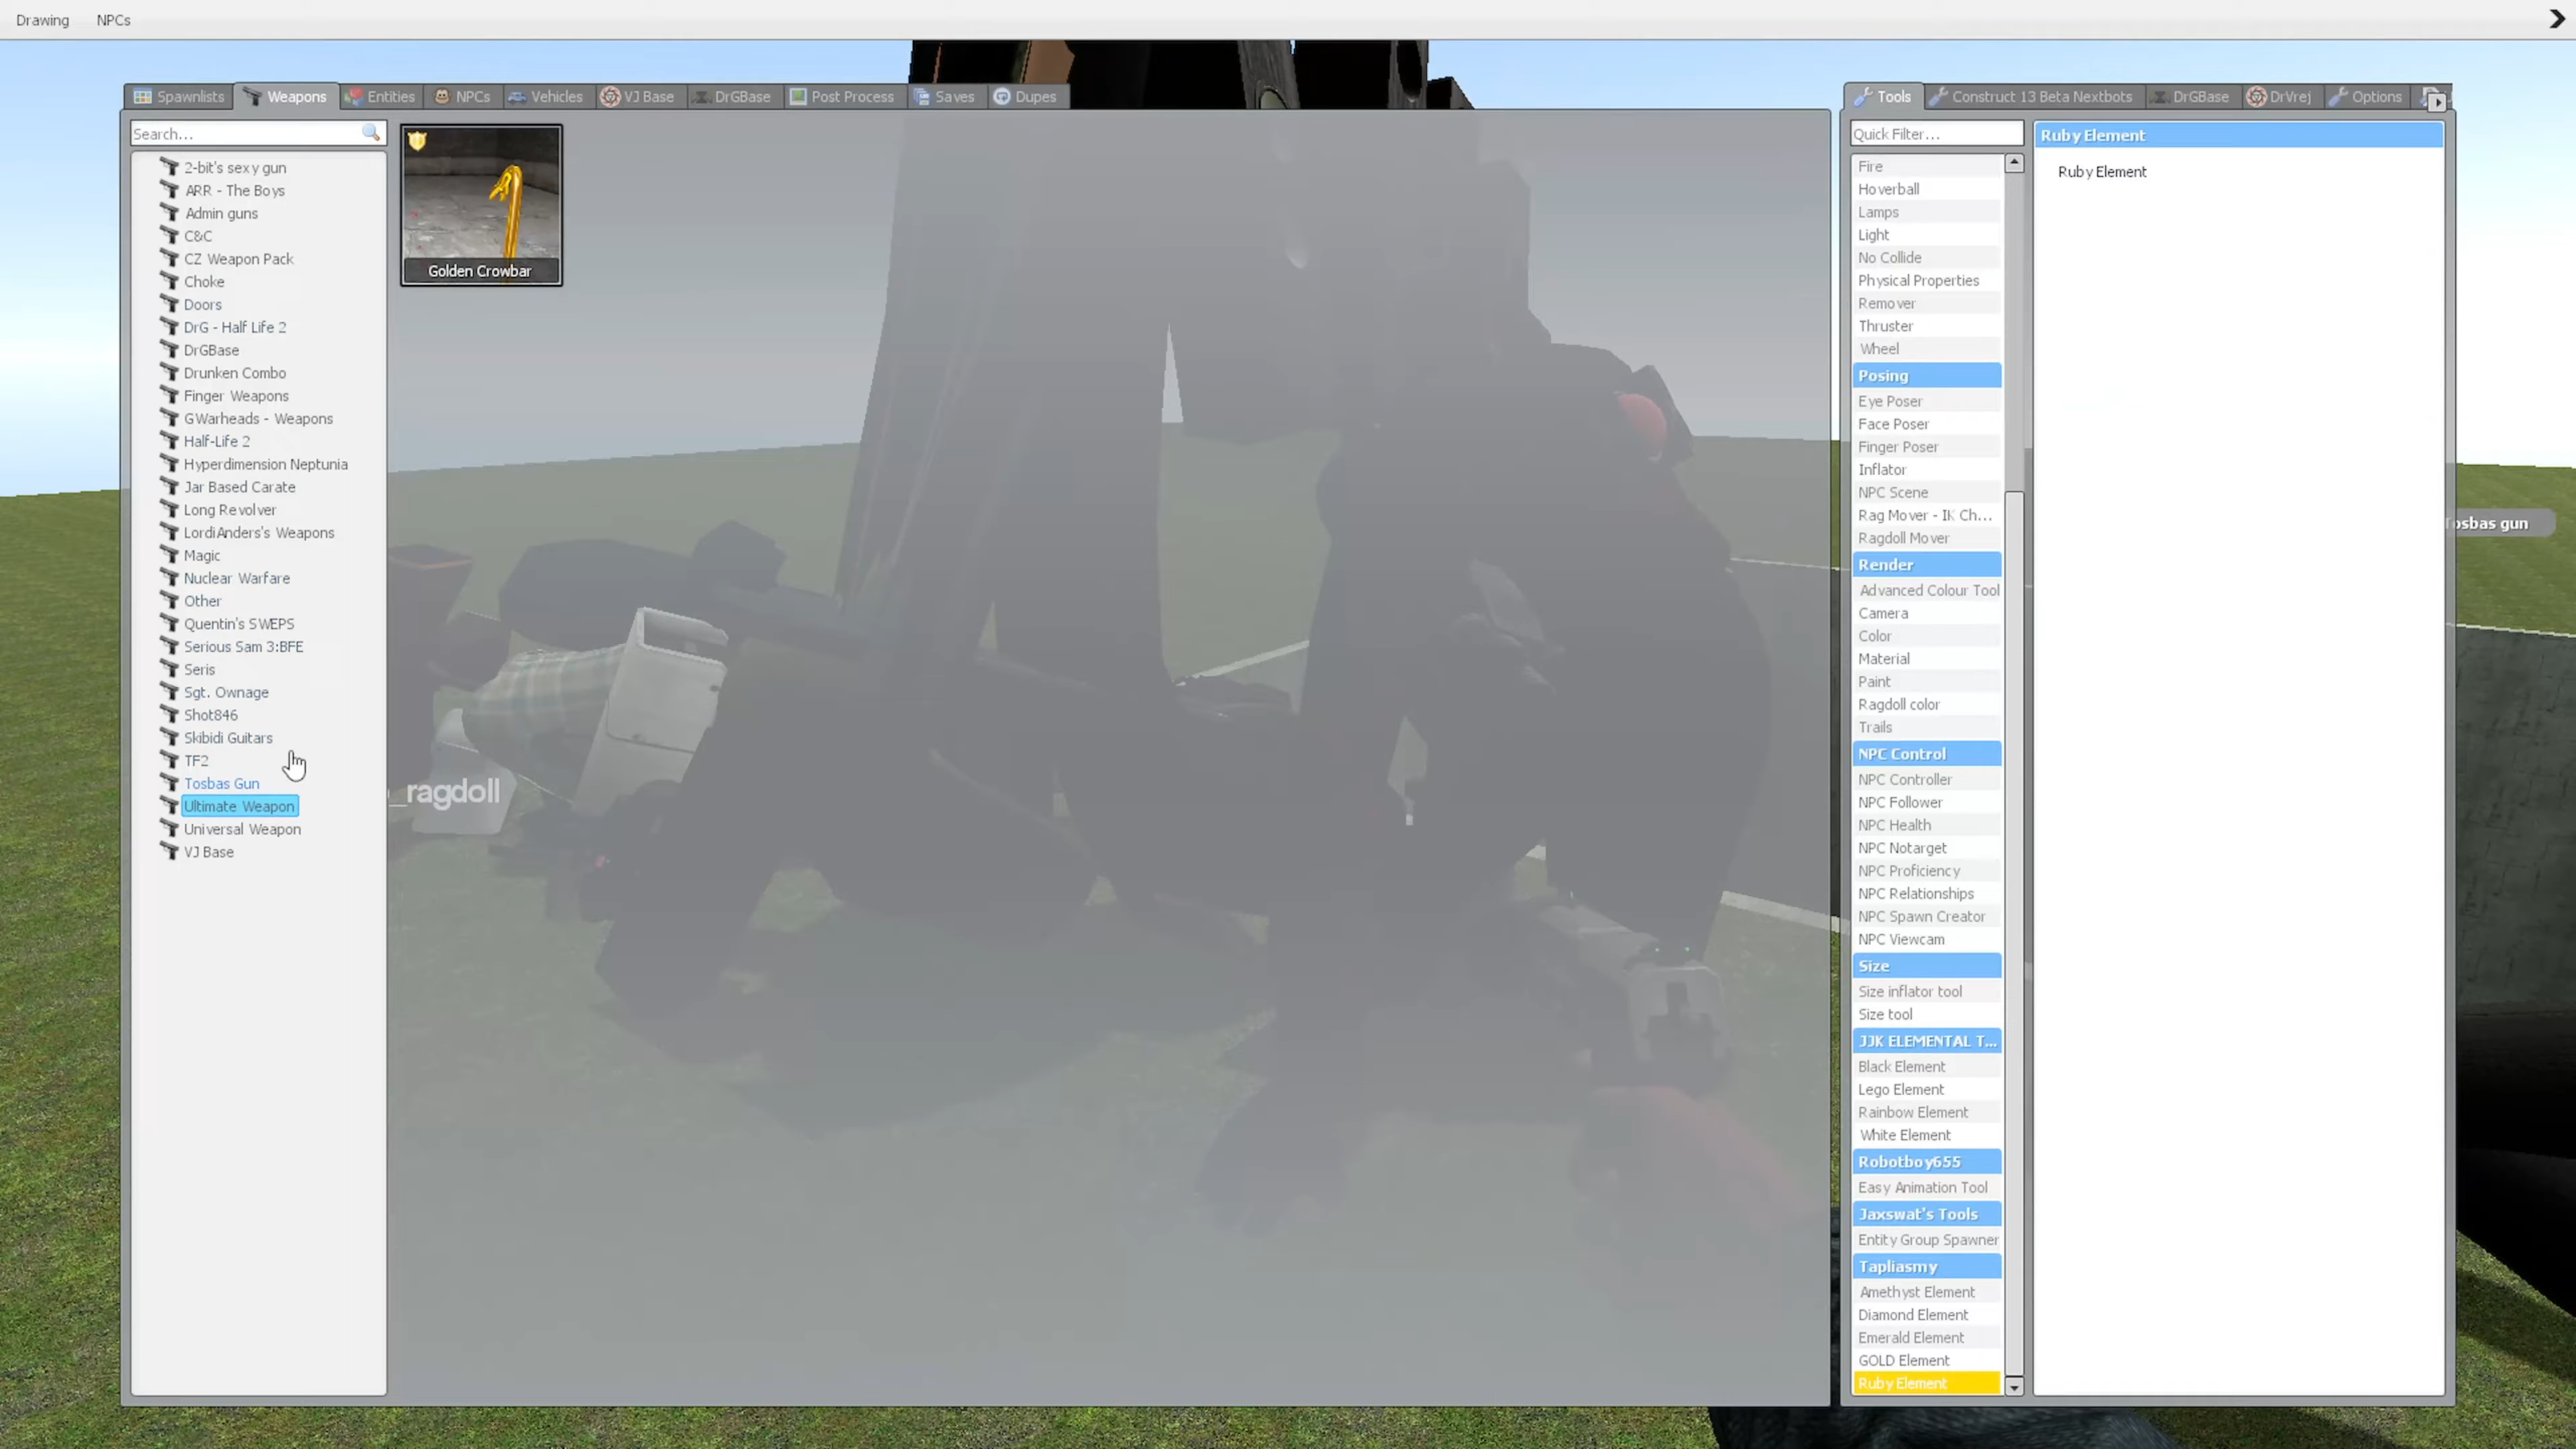 Drawing NPCs
Spawnlists Weapons Entities NPCs Vehicles VJ Base DrGBase Post Process Saves Dupes
Search...
2-bit's sexy gun
ARR - The Boys
Admin guns
C&C
CZ Weapon Pack
Choke
Doors
DrG - Half Life 2
DrGBase
Drunken Combo
Finger Weapons
GWarheads - Weapons
Half-Life 2
Hyperdimension Neptunia
Jar Based Carate
Long Revolver
LordiAnders's Weapons
Magic
Nuclear Warfare
Other
Quentin's SWEPS
Serious Sam 3:BFE
Seris
Sgt. Ownage
Shot846
Skibidi Guitars
TF2
Tosbas Gun
Ultimate Weapon
Universal Weapon
VJ Base
Golden Crowbar
_ragdoll
Tools Construct 13 Beta Nextbots DrGBase DrVrej Options
Quick Filter...
Fire
Hoverball
Lamps
Light
No Collide
Physical Properties
Remover
Thruster
Wheel
Posing
Eye Poser
Face Poser
Finger Poser
Inflator
NPC Scene
Rag Mover - IK Ch...
Ragdoll Mover
Render
Advanced Colour Tool
Camera
Color
Material
Paint
Ragdoll color
Trails
NPC Control
NPC Controller
NPC Follower
NPC Health
NPC Notarget
NPC Proficiency
NPC Relationships
NPC Spawn Creator
NPC Viewcam
Size
Size inflator tool
Size tool
JJK ELEMENTAL T...
Black Element
Lego Element
Rainbow Element
White Element
Robotboy655
Easy Animation Tool
Jaxswat's Tools
Entity Group Spawner
Tapliasmy
Amethyst Element
Diamond Element
Emerald Element
GOLD Element
Ruby Element
Ruby Element
Ruby Element
Tosbas gun